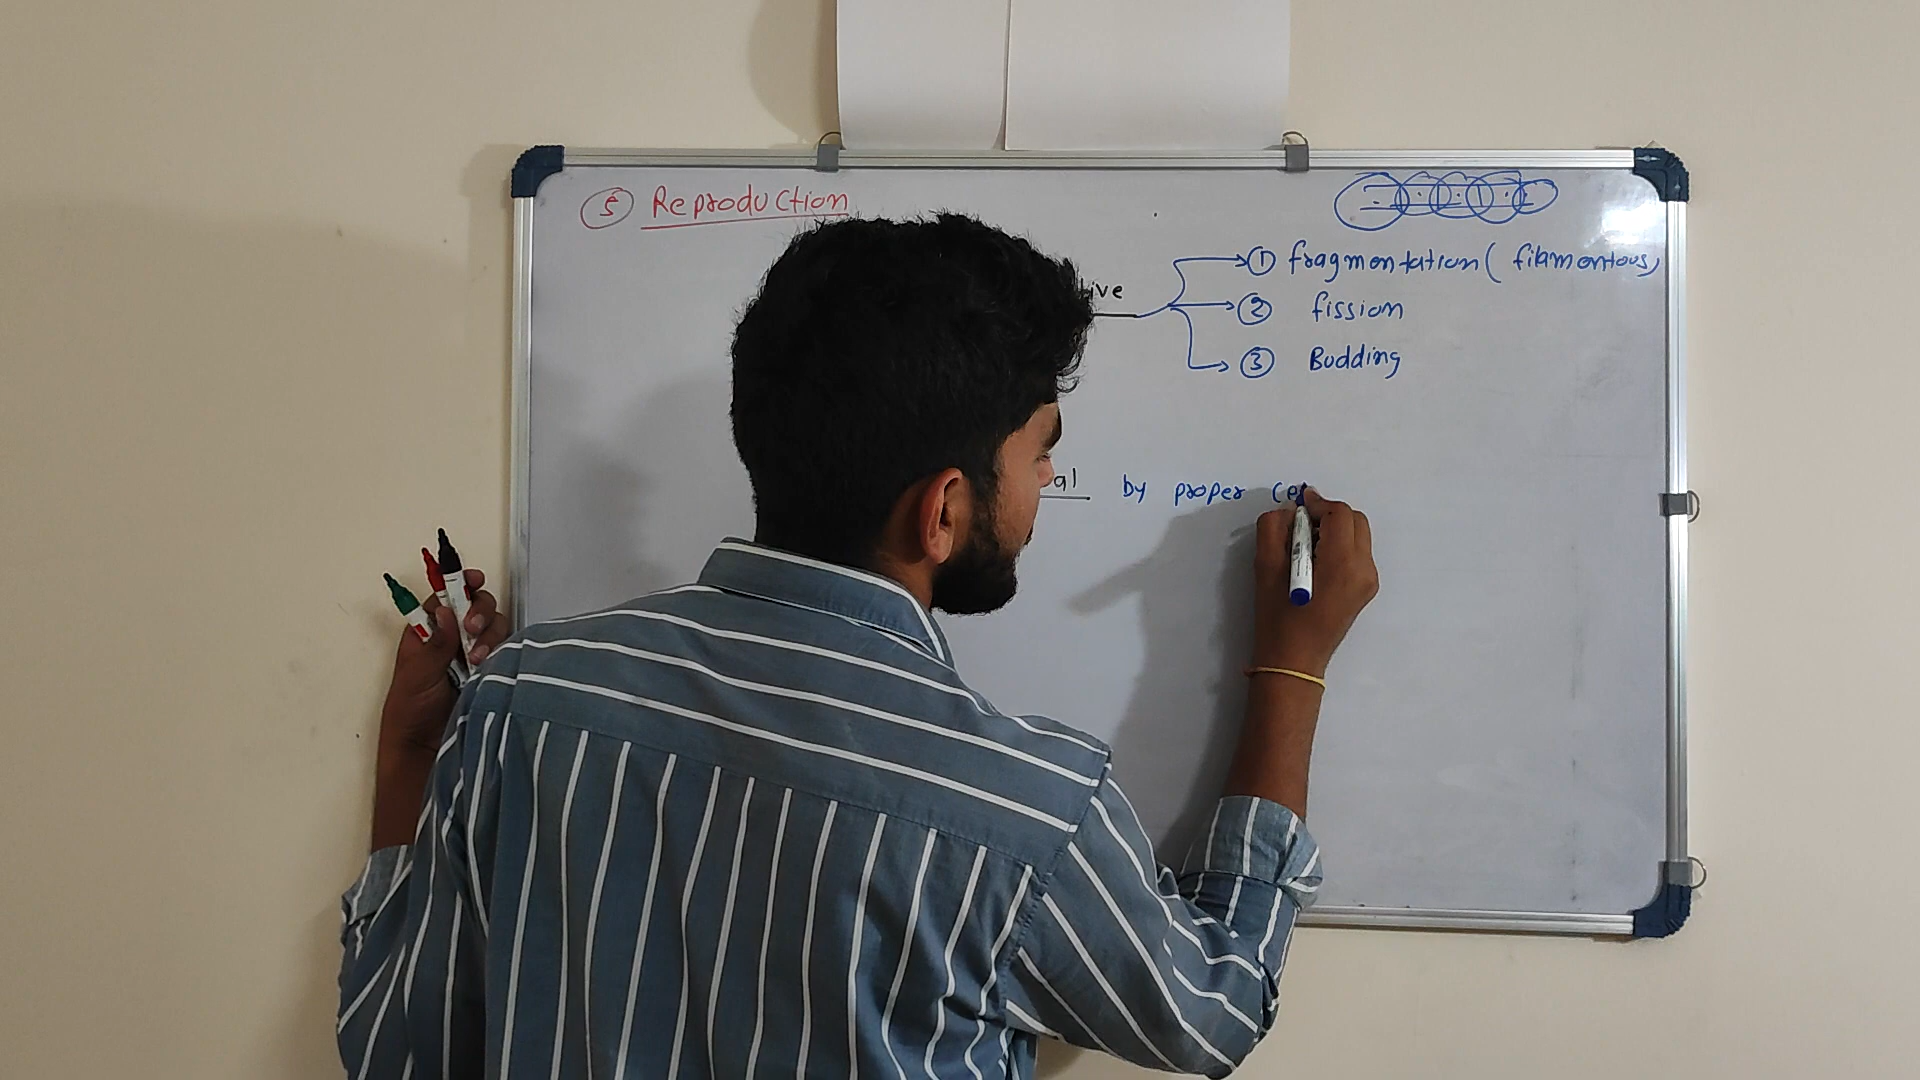 5 Reproduction
ive
1 fragmentation ( filamentous )
2 fission
3 Budding
al by proper